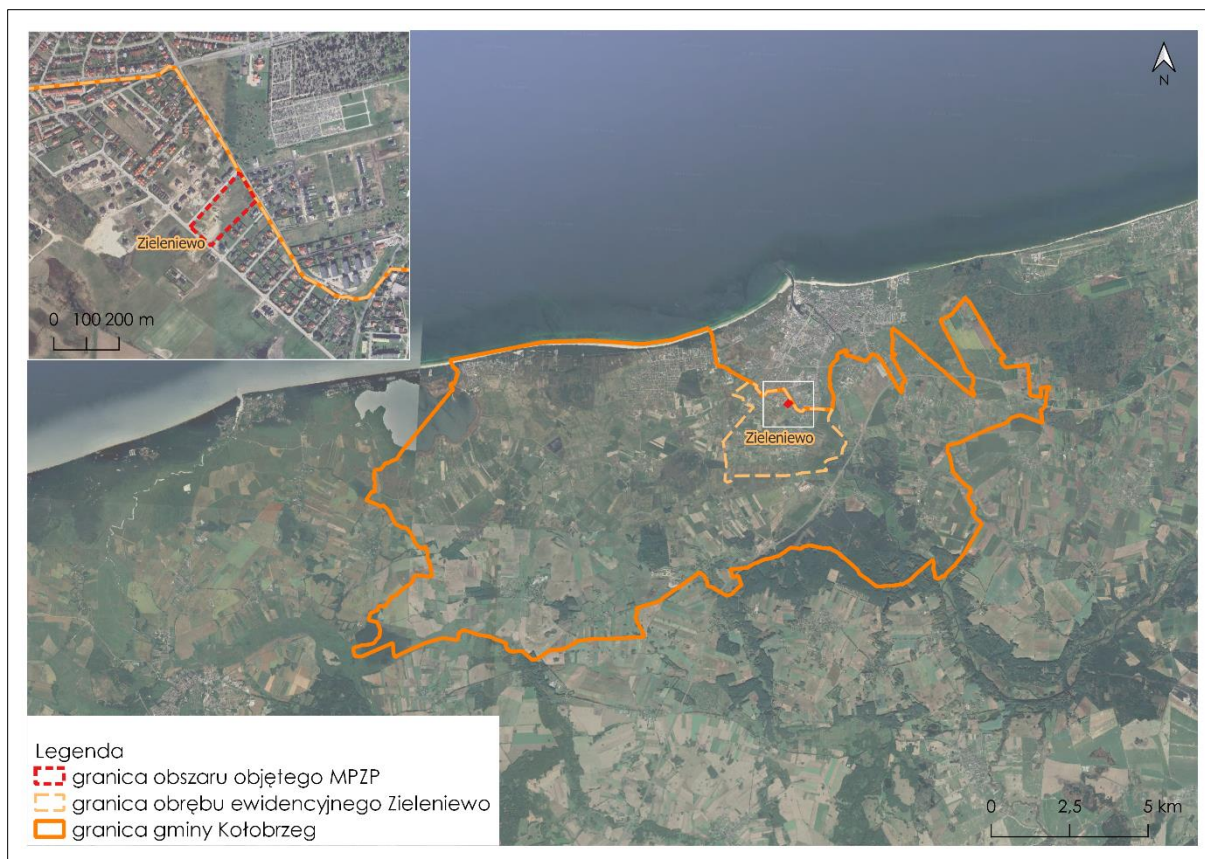 N
Zieleniewo
0 100 200 m
Zieleniewo
Legenda
granica obszaru objętego MPZP
granica obrębu ewidencyjnego Zieleniewo
granica gminy Kołobrzeg
0 2,5 5 km